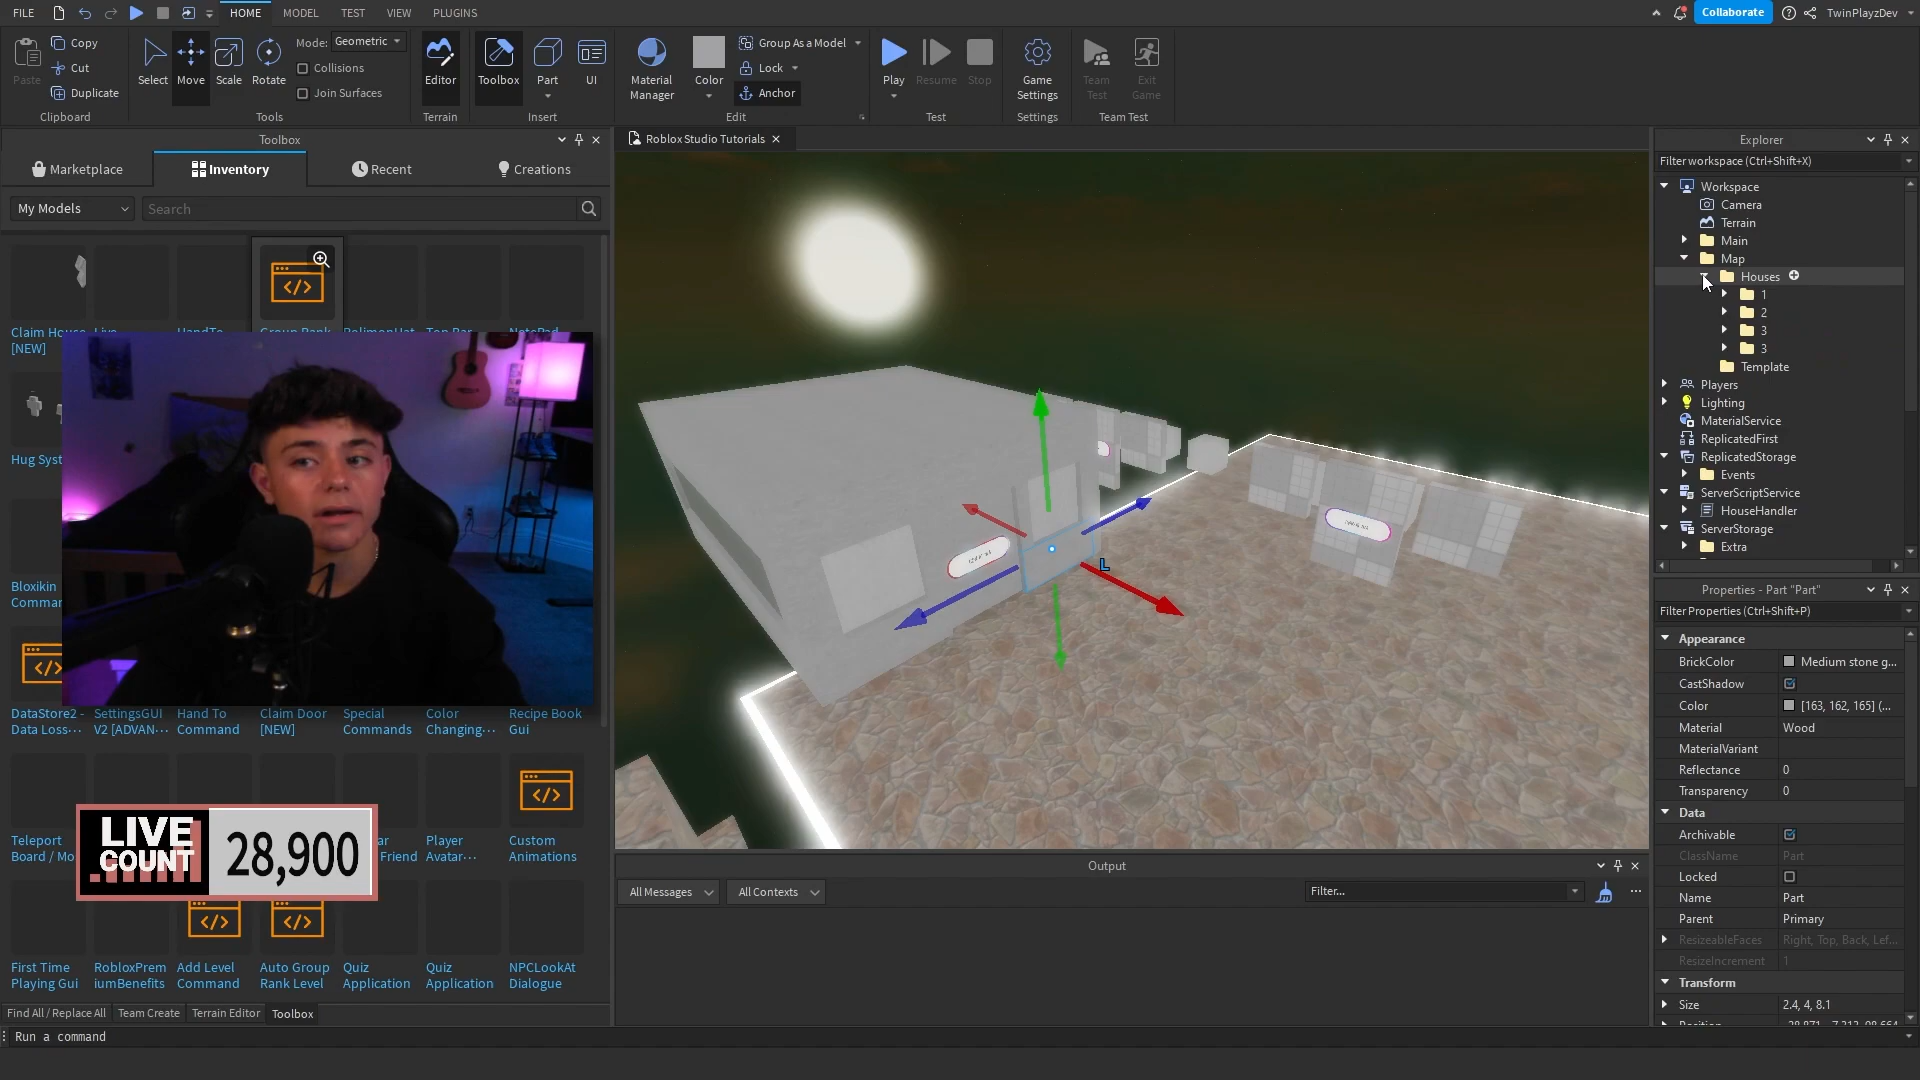 FILE HOME MODEL TEST VIEW PLUGINS Collaborate TwinPlayzDev
Paste Copy Cut Duplicate Clipboard
Select Move Scale Rotate Mode: Geometric Collisions Join Surfaces Tools
Editor Terrain
Toolbox Part UI Insert
Material Manager Color Group As a Model Lock Anchor Edit
Play Resume Stop Test
Game Settings Settings
Team Test Exit Game Team Test
Toolbox
Marketplace Inventory Recent Creations
My Models Search
Claim House [NEW]
Hug Sys
Bloxikin Comman
DataStore2 - Data Loss...
SettingsGUI V2 [ADVAN...
Hand To Command
Claim Door [NEW]
Special Commands
Color Changing...
Recipe Book Gui
Teleport Board / Mo
LIVE COUNT 28,900
ar Friend
Player Avatar...
Custom Animations
First Time Playing Gui
RobloxPremiumBenefits
Add Level Command
Auto Group Rank Level
Quiz Application
Quiz Application
NPCLookAt Dialogue
Find All / Replace All Team Create Terrain Editor Toolbox
Run a command
Roblox Studio Tutorials
L
Output
All Messages All Contexts Filter...
Explorer
Filter workspace (Ctrl+Shift+X)
Workspace
Camera
Terrain
Main
Map
Houses
1
2
3
3
Template
Players
Lighting
MaterialService
ReplicatedFirst
ReplicatedStorage
Events
ServerScriptService
HouseHandler
ServerStorage
Extra
Properties - Part "Part"
Filter Properties (Ctrl+Shift+P)
Appearance
BrickColor Medium stone g...
CastShadow
Color [163, 162, 165] (...
Material Wood
MaterialVariant
Reflectance 0
Transparency 0
Data
Archivable
ClassName Part
Locked
Name Part
Parent Primary
ResizeableFaces Right, Top, Back, Lef...
ResizeIncrement 1
Transform
Size 2.4, 4, 8.1